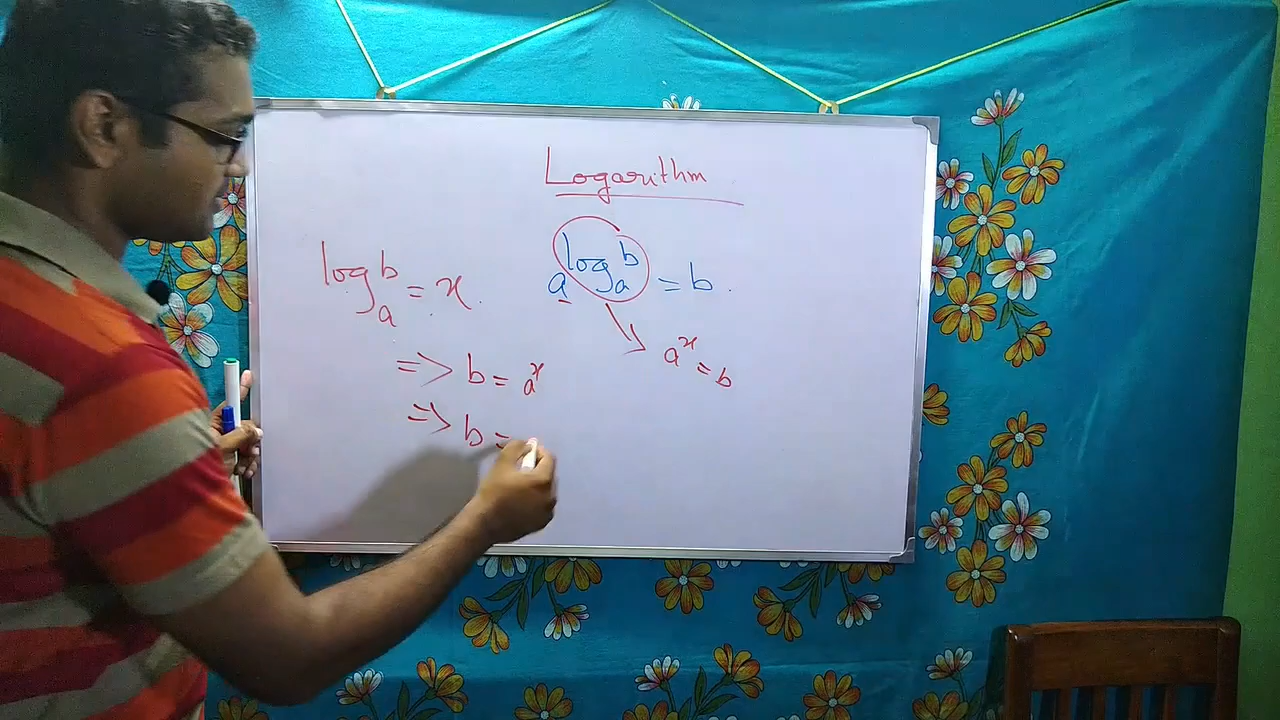 Logarithm
log_a b = x.
a^(log_a b) = b.
=> b = a^x
a^x = b
=> b =